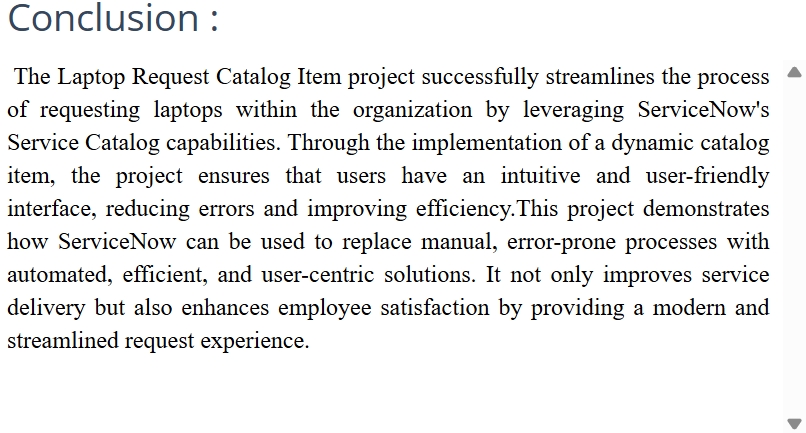 Conclusion :
The Laptop Request Catalog Item project successfully streamlines the process
of requesting laptops within the organization by leveraging ServiceNow's
Service Catalog capabilities. Through the implementation of a dynamic catalog
item, the project ensures that users have an intuitive and user-friendly
interface, reducing errors and improving efficiency.This project demonstrates
how ServiceNow can be used to replace manual, error-prone processes with
automated, efficient, and user-centric solutions. It not only improves service
delivery but also enhances employee satisfaction by providing a modern and
streamlined request experience.